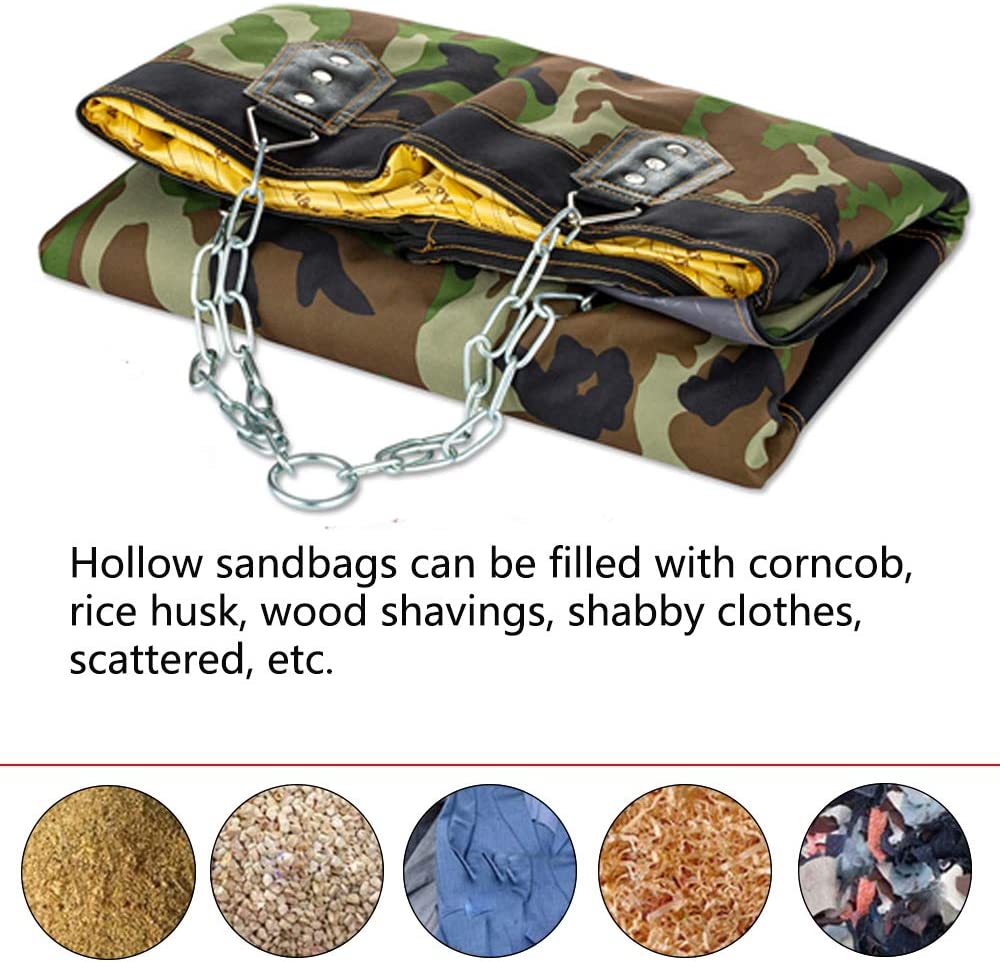 Hollow sandbags can be filled with corncob,
rice husk, wood shavings, shabby clothes,
scattered, etc.